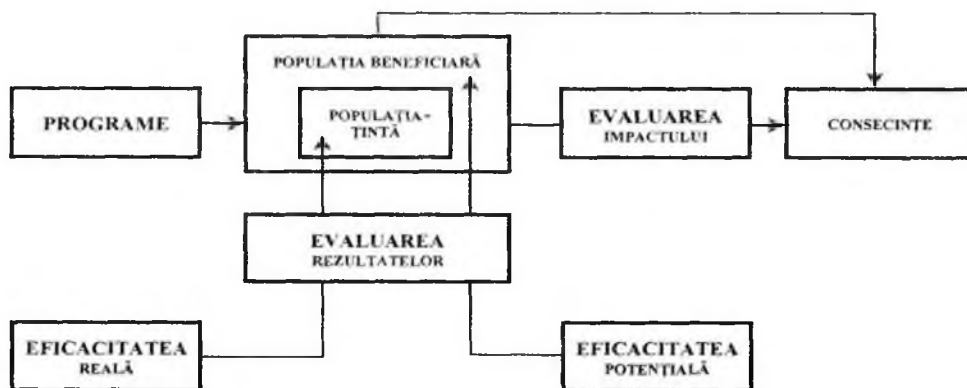 POPULAȚIA BENEFICIARĂ
PROGRAME
POPULAȚIA-
ȚINTĂ
EVALUAREA
IMPACTULUI
CONSECINȚE
EVALUAREA
REZULTATELOR
EFICACITATEA
REALĂ
EFICACITATEA
POTENȚIALĂ